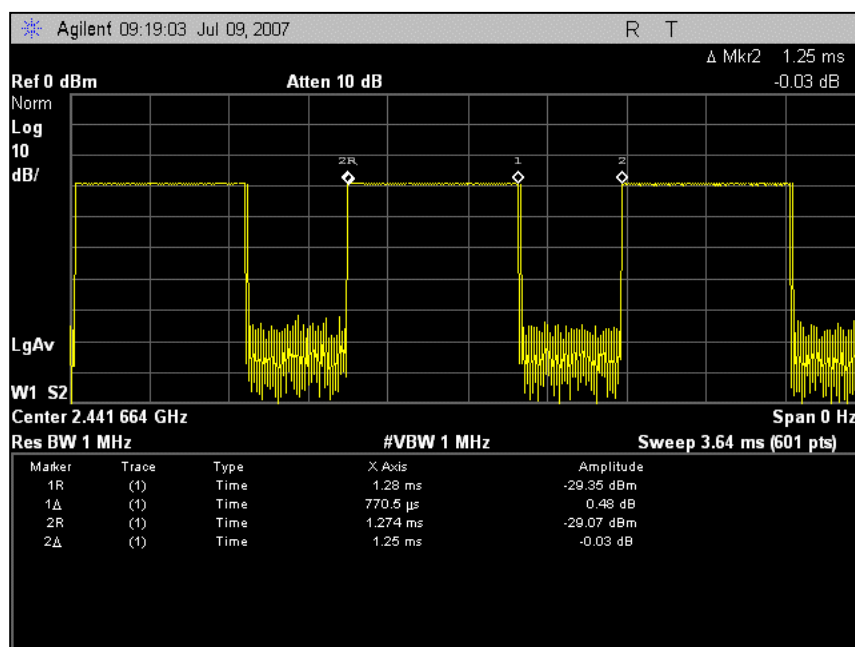 Agilent 09:19:03 Jul 09, 2007 R T
Δ Mkr2 1.25 ms
Ref 0 dBm Atten 10 dB -0.03 dB
Norm
Log
10
dB/
2R 1 2
LgAv
W1 S2
Center 2.441 664 GHz Span 0 Hz
Res BW 1 MHz #VBW 1 MHz Sweep 3.64 ms (601 pts)
Marker Trace Type X Axis Amplitude
1R (1) Time 1.28 ms -29.35 dBm
1Δ (1) Time 770.5 µs 0.48 dB
2R (1) Time 1.274 ms -29.07 dBm
2Δ (1) Time 1.25 ms -0.03 dB